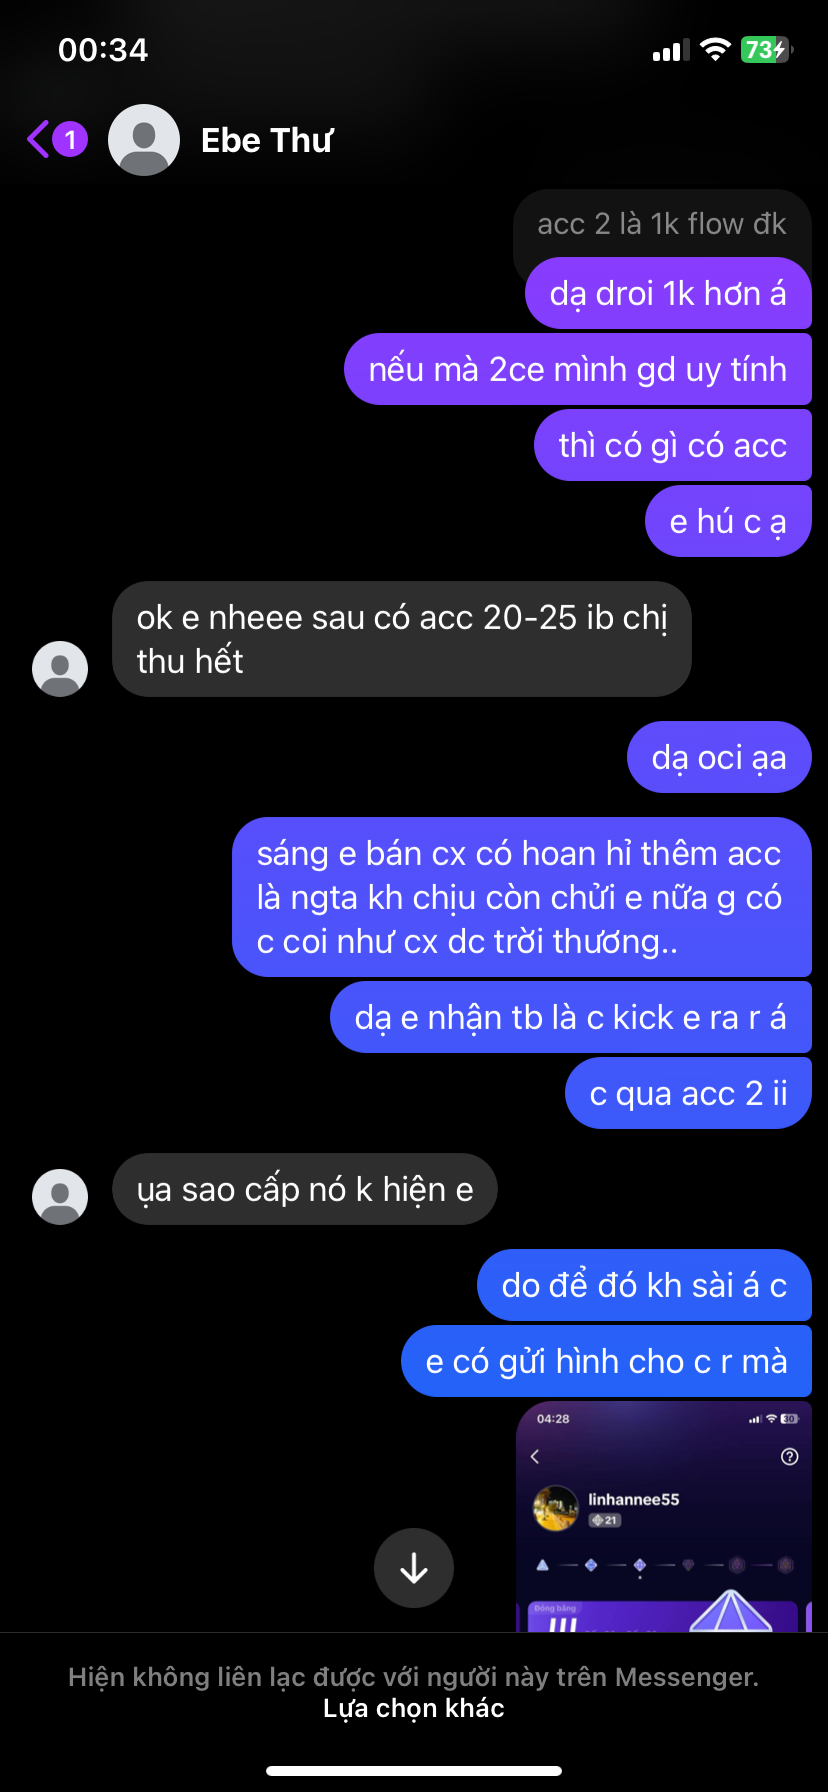 00:34
73
1
Ebe Thư
acc 2 là 1k flow đk
dạ droi 1k hơn á
nếu mà 2ce mình gd uy tính
thì có gì có acc
e hú c ạ
ok e nheee sau có acc 20-25 ib chị
thu hết
dạ oci ạa
sáng e bán cx có hoan hỉ thêm acc
là ngta kh chịu còn chửi e nữa g có
c coi như cx dc trời thương..
dạ e nhận tb là c kick e ra r á
c qua acc 2 ii
ụa sao cấp nó k hiện e
do để đó kh sài á c
e có gửi hình cho c r mà
04:28
30
linhannee55
21
Đóng băng
Hiện không liên lạc được với người này trên Messenger.
Lựa chọn khác